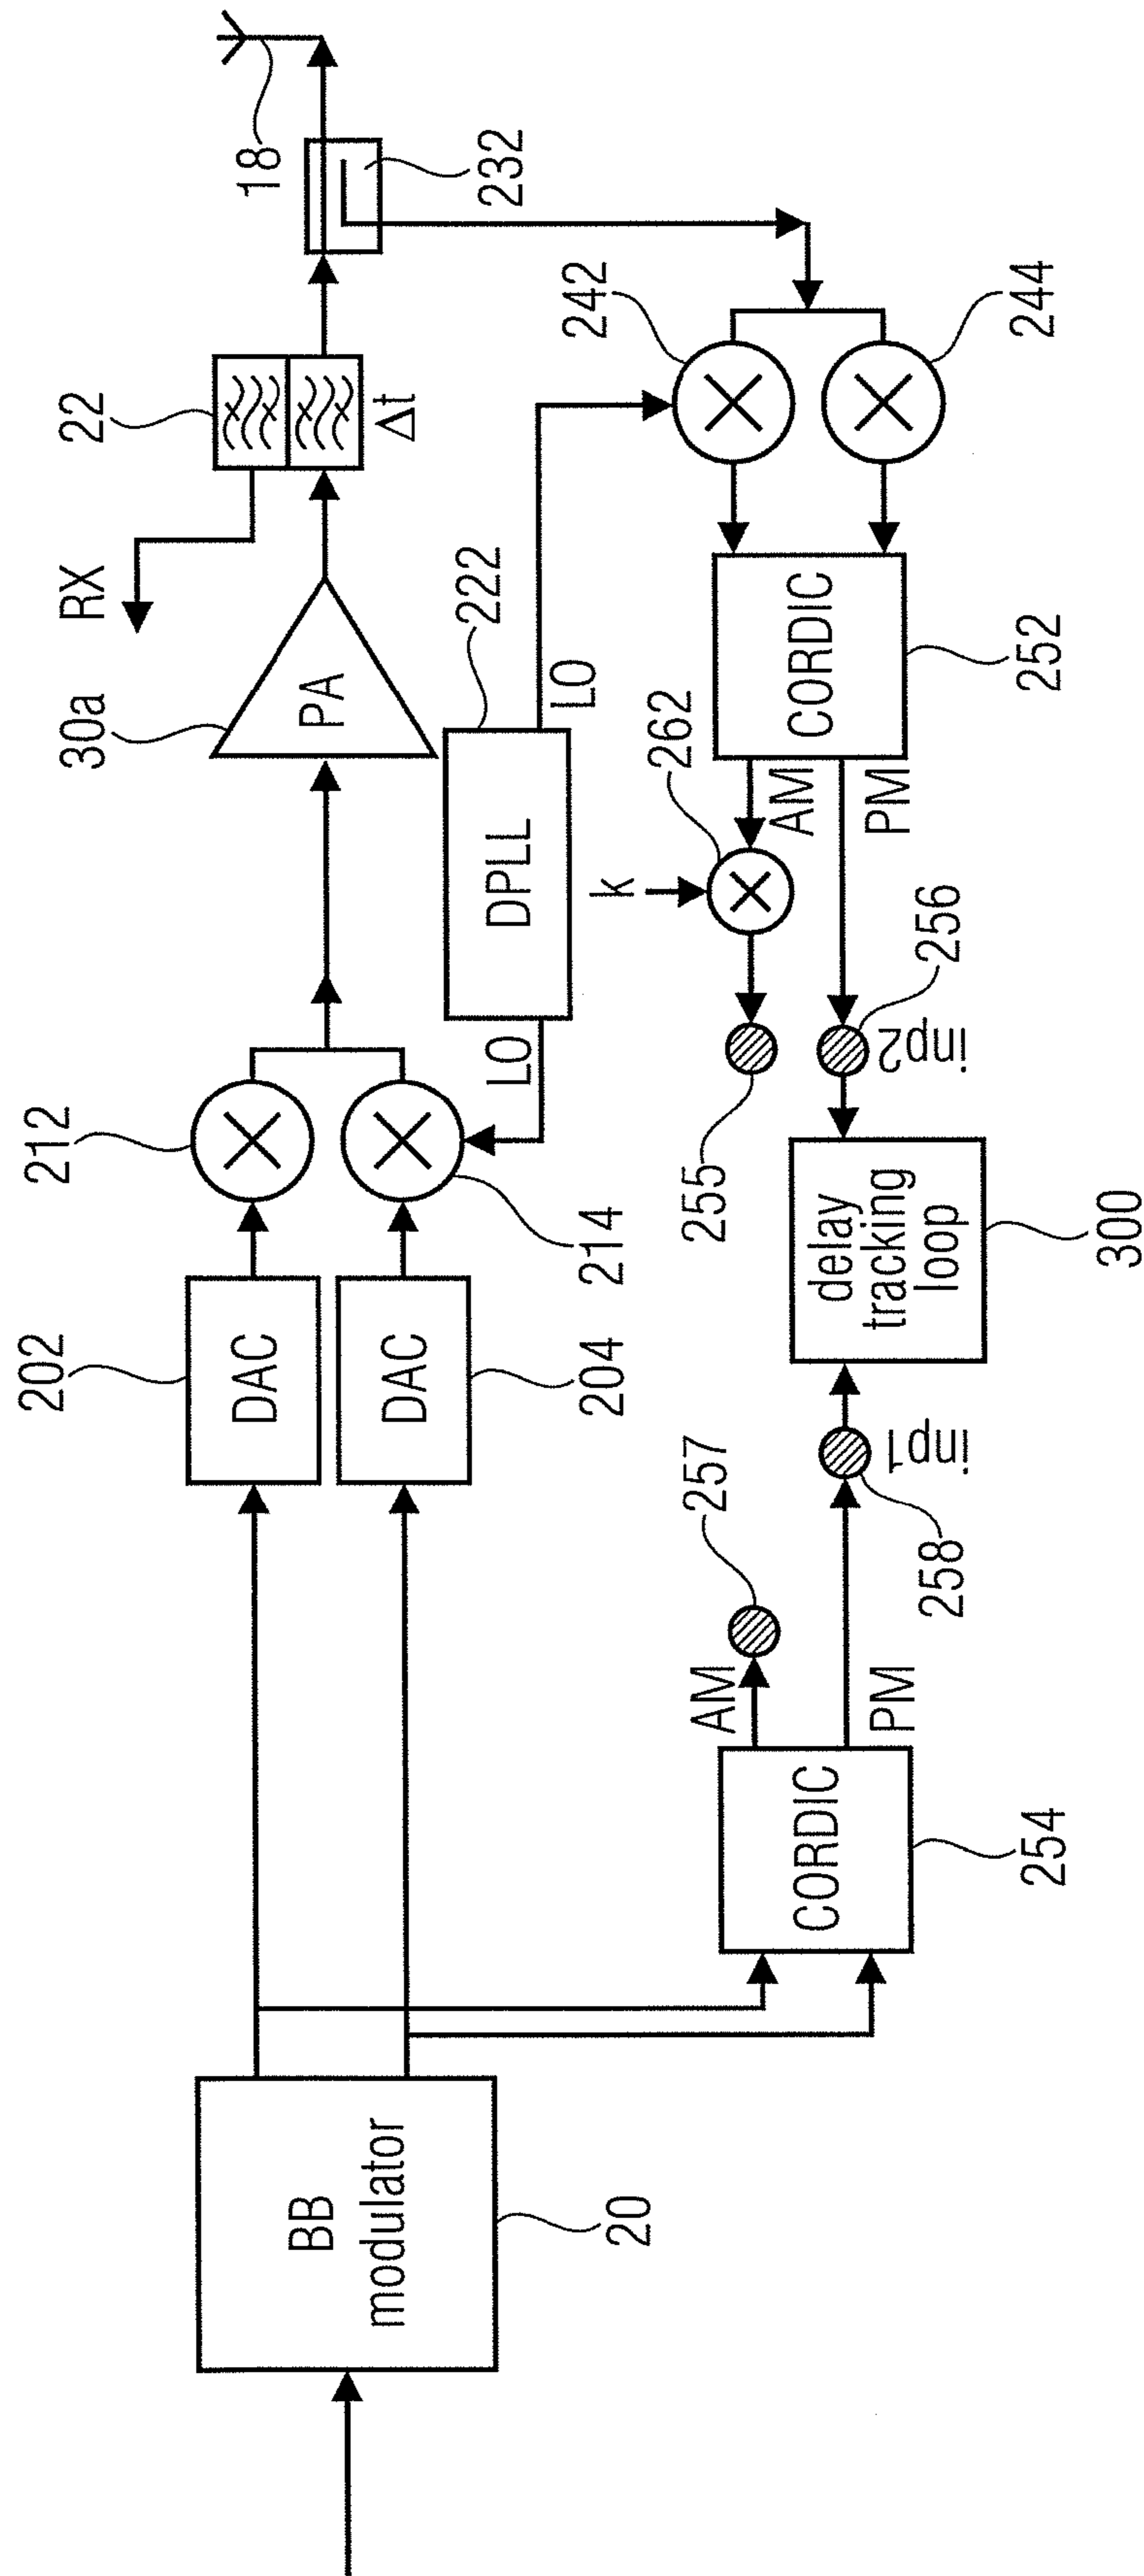 20
BB
modulator
202
DAC
DAC
204
212
214
LO
DPLL
222
LO
30a
PA
RX
22
Δt
18
232
242
244
CORDIC
252
AM
PM
262
k
255
256
inp2
delay
tracking
loop
300
257
inp1
258
AM
PM
CORDIC
254